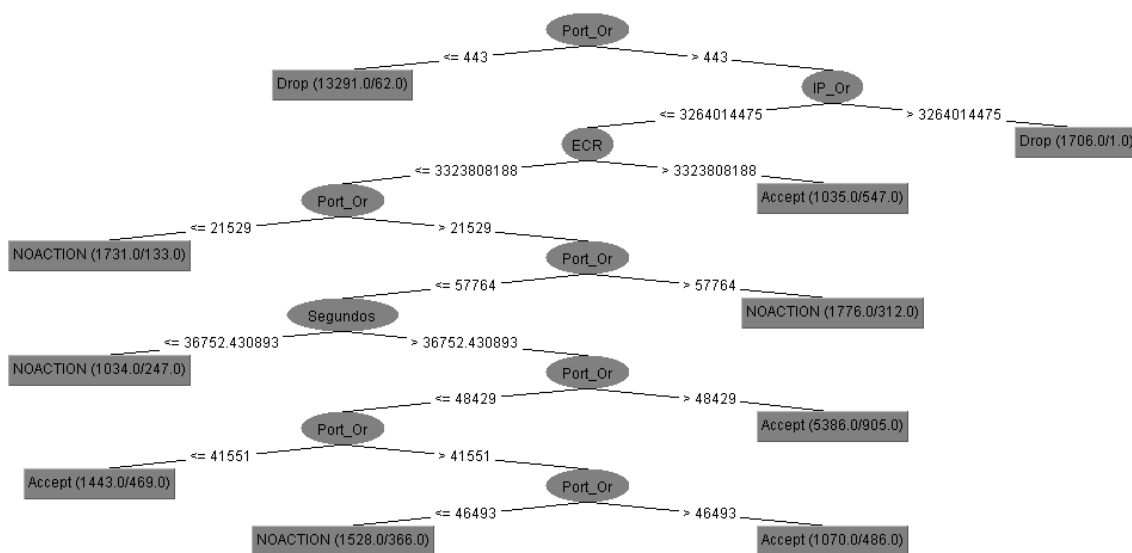 Port_Or
<= 443
> 443
Drop (13291.0/62.0)
IP_Or
<= 3264014475
> 3264014475
ECR
Drop (1706.0/1.0)
<= 3323808188
> 3323808188
Port_Or
Accept (1035.0/547.0)
<= 21529
> 21529
NOACTION (1731.0/133.0)
Port_Or
<= 57764
> 57764
Segundos
NOACTION (1776.0/312.0)
<= 36752.430893
> 36752.430893
NOACTION (1034.0/247.0)
Port_Or
<= 48429
> 48429
Port_Or
Accept (5386.0/905.0)
<= 41551
> 41551
Accept (1443.0/469.0)
Port_Or
<= 46493
> 46493
NOACTION (1528.0/366.0)
Accept (1070.0/486.0)